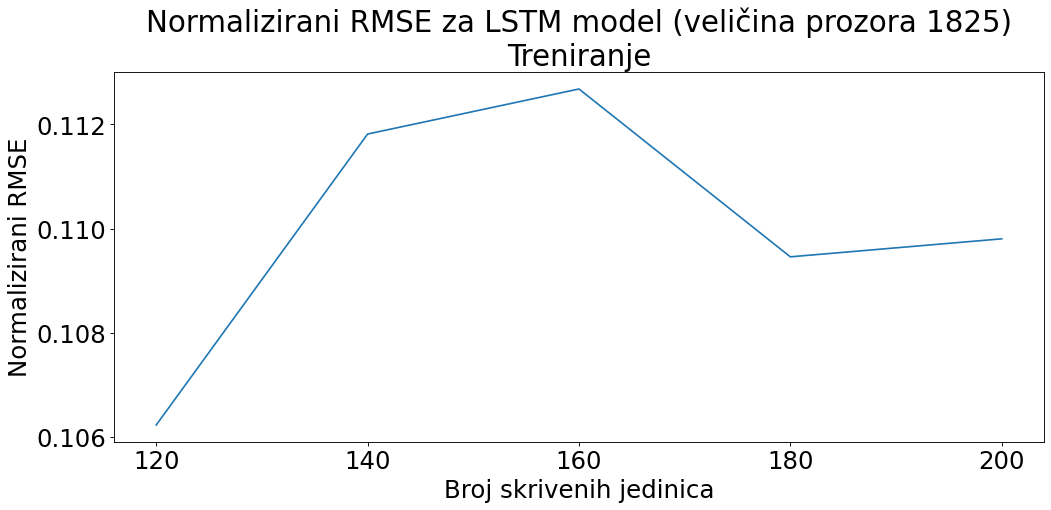 Normalizirani RMSE za LSTM model (veličina prozora 1825)
Treniranje
Normalizirani RMSE
0.112
0.110
0.108
0.106
120 140 160 180 200
Broj skrivenih jedinica